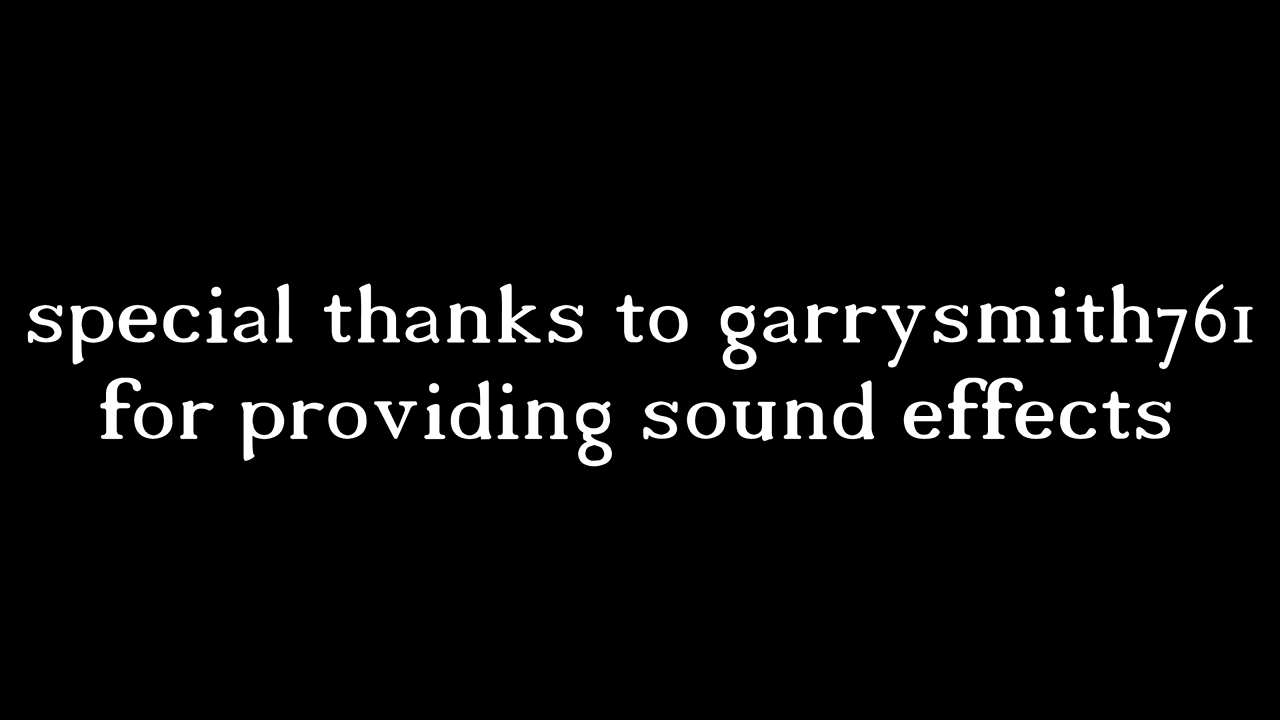 special thanks to garrysmith761
for providing sound effects